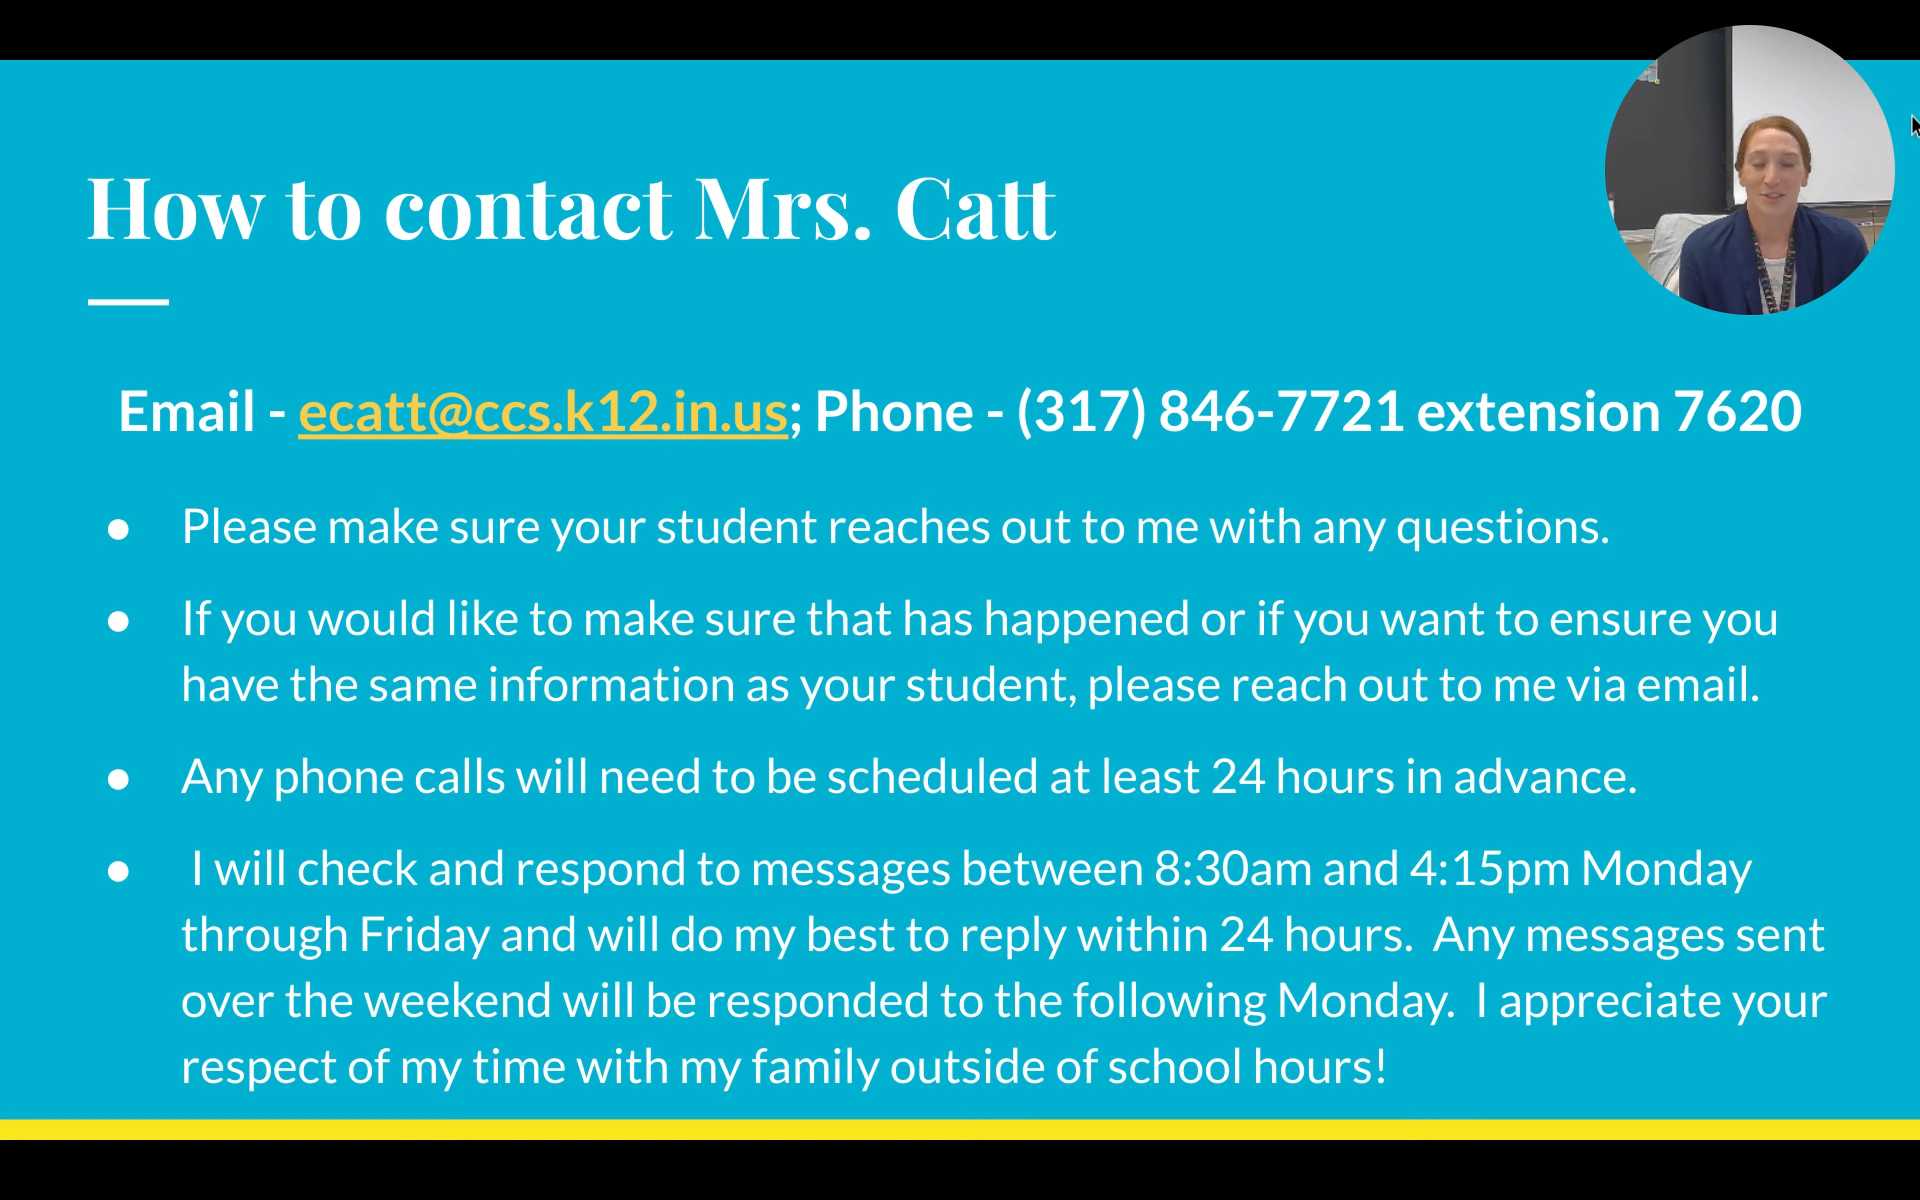 How to contact Mrs. Catt
Email - ecatt@ccs.k12.in.us; Phone - (317) 846-7721 extension 7620
● Please make sure your student reaches out to me with any questions.
● If you would like to make sure that has happened or if you want to ensure you
have the same information as your student, please reach out to me via email.
● Any phone calls will need to be scheduled at least 24 hours in advance.
● I will check and respond to messages between 8:30am and 4:15pm Monday
through Friday and will do my best to reply within 24 hours.  Any messages sent
over the weekend will be responded to the following Monday.  I appreciate your
respect of my time with my family outside of school hours!